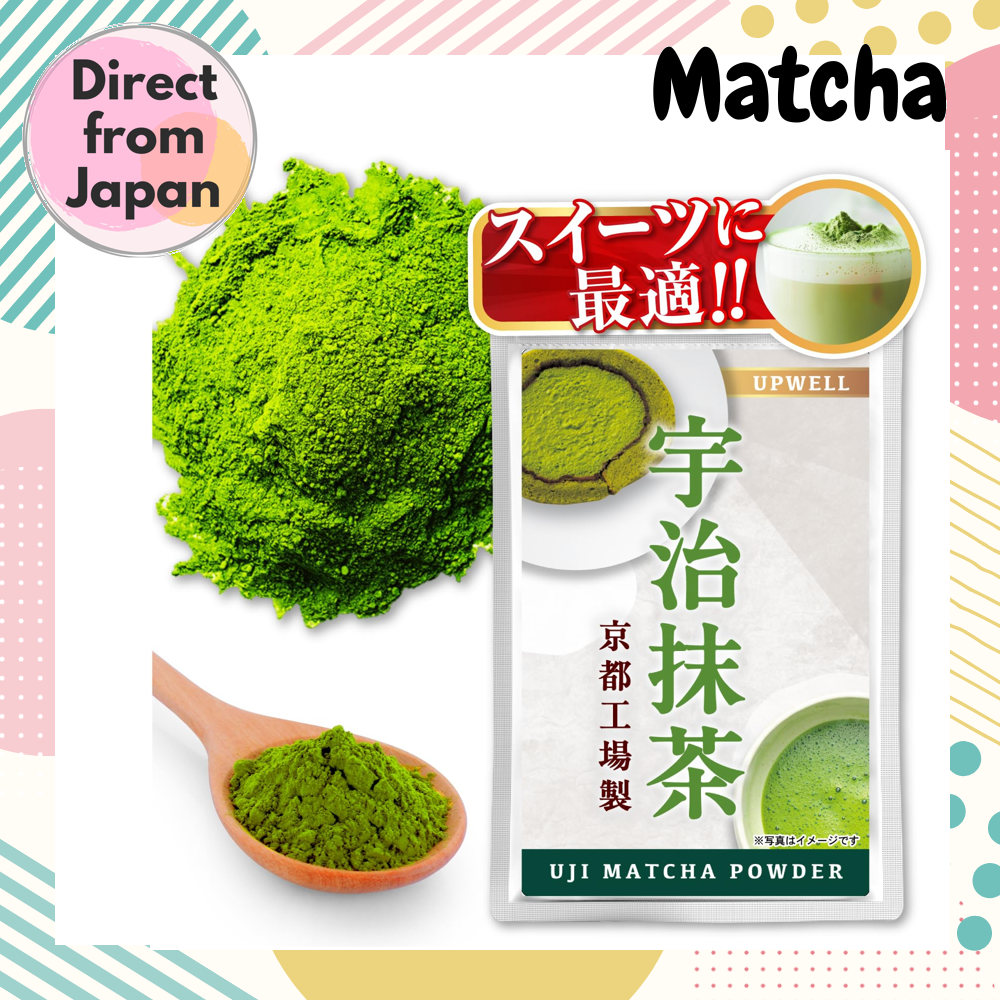 Direct
from
Japan
Matcha
スイーツに
最適!!
UPWELL
宇治抹茶
京都工場製
※写真はイメージです
UJI MATCHA POWDER